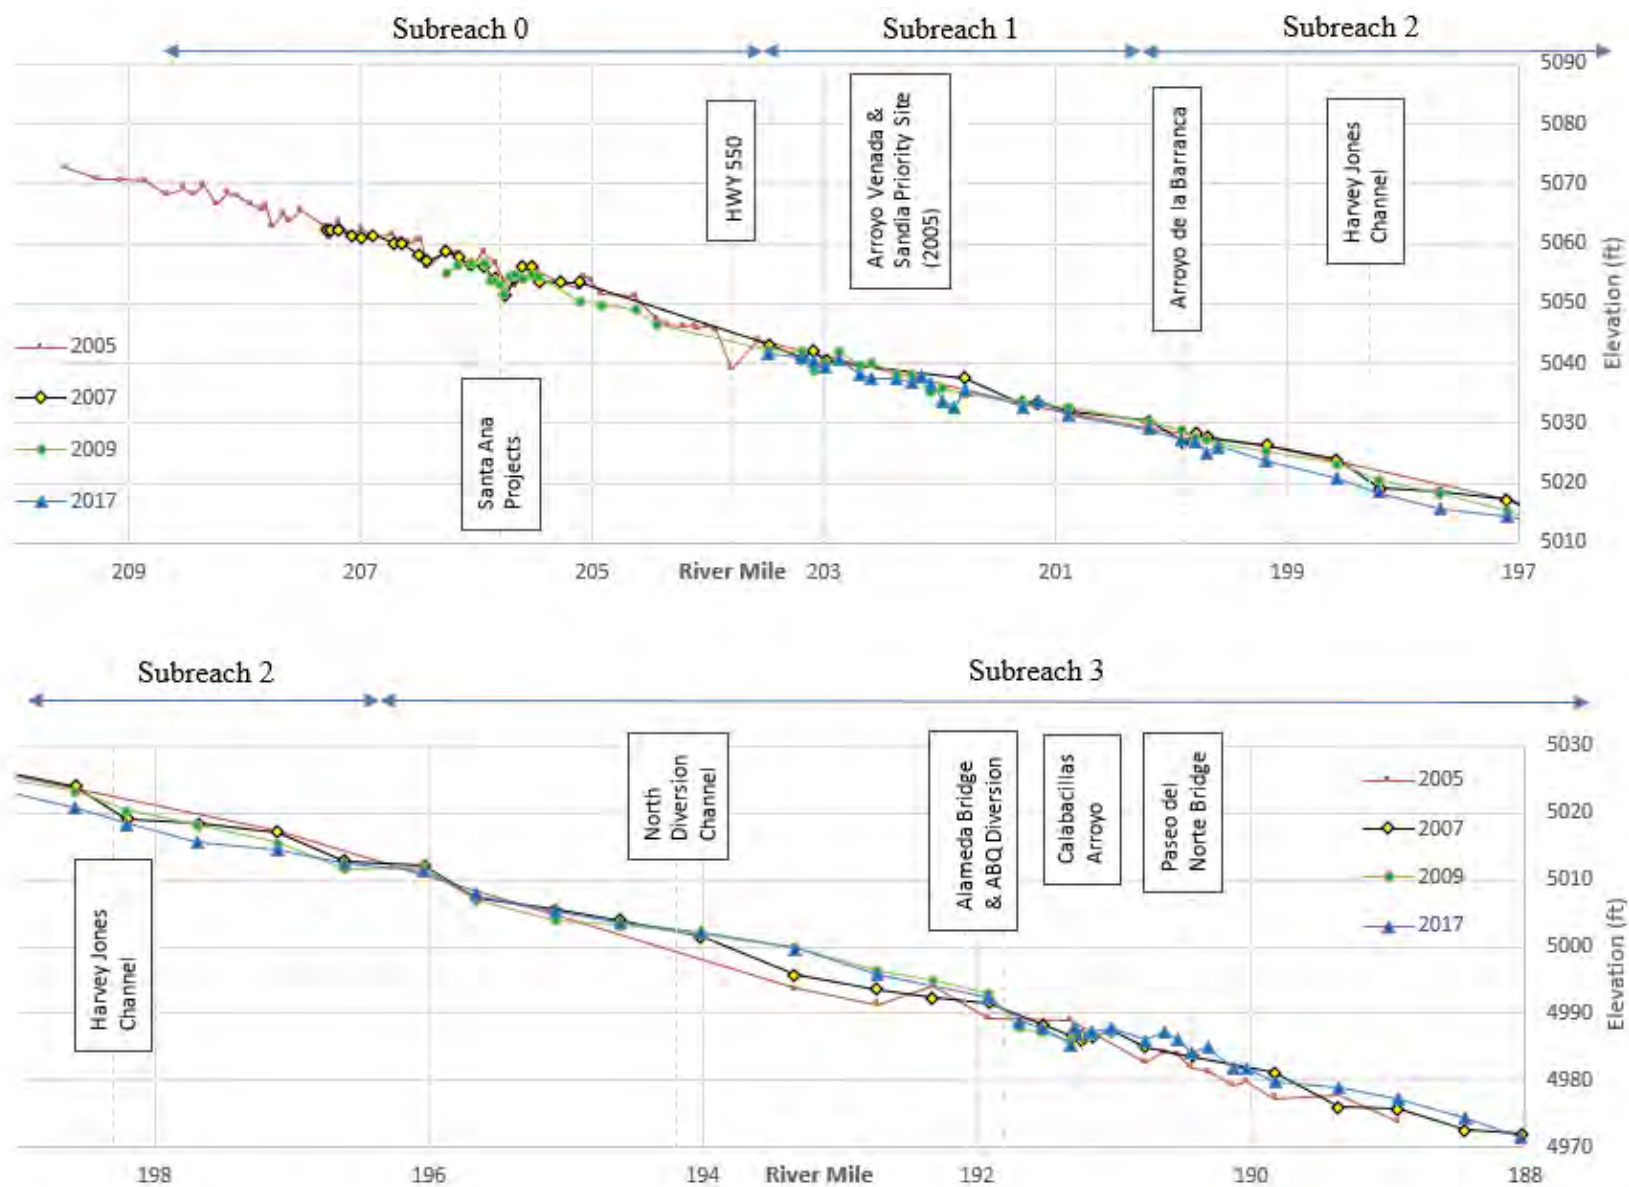 Subreach 0
Subreach 1
Subreach 2
5090
5080
5070
5060
5050
5040
5030
5020
5010
Elevation (ft)
HWY 550
Arroyo Venada &
Sandia Priority Site
(2005)
Arroyo de la Barranca
Harvey Jones
Channel
Santa Ana
Projects
2005
2007
2009
2017
209
207
205
River Mile
203
201
199
197
Subreach 2
Subreach 3
North
Diversion
Channel
Alameda Bridge
& ABQ Diversion
Calabacillas
Arroyo
Paseo del
Norte Bridge
Harvey Jones
Channel
2005
2007
2009
2017
5030
5020
5010
5000
4990
4980
4970
Elevation (ft)
198
196
194
River Mile
192
190
188